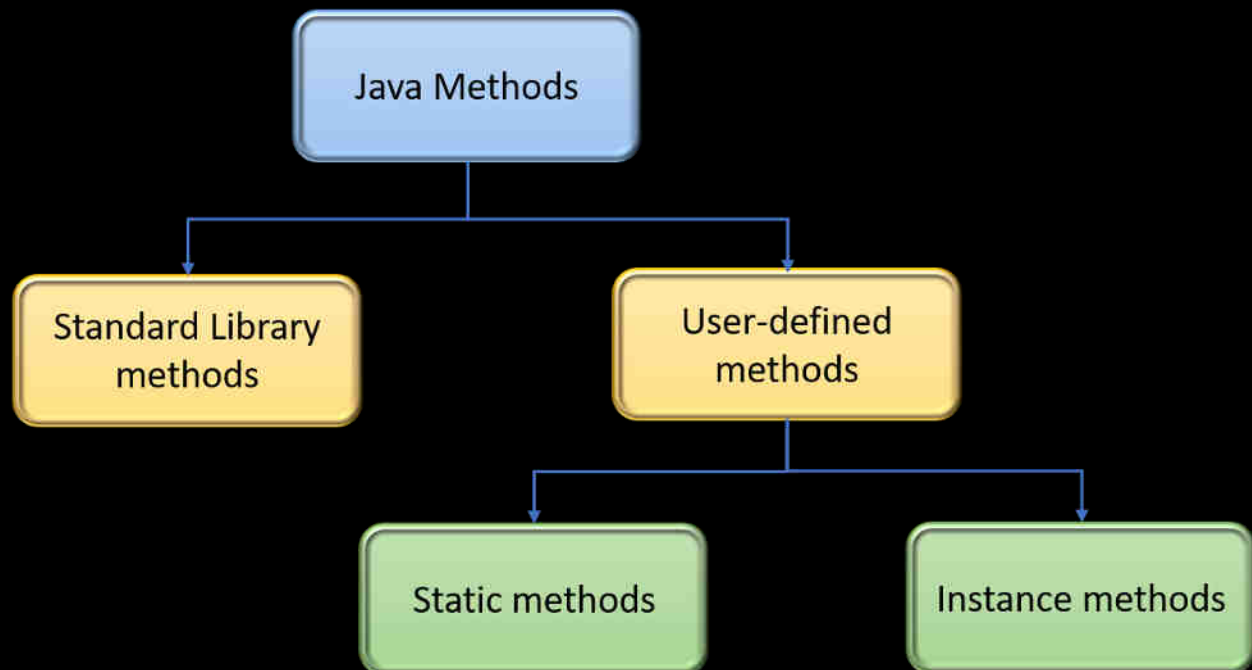 Java Methods
Standard Library
methods
User-defined
methods
Static methods
Instance methods